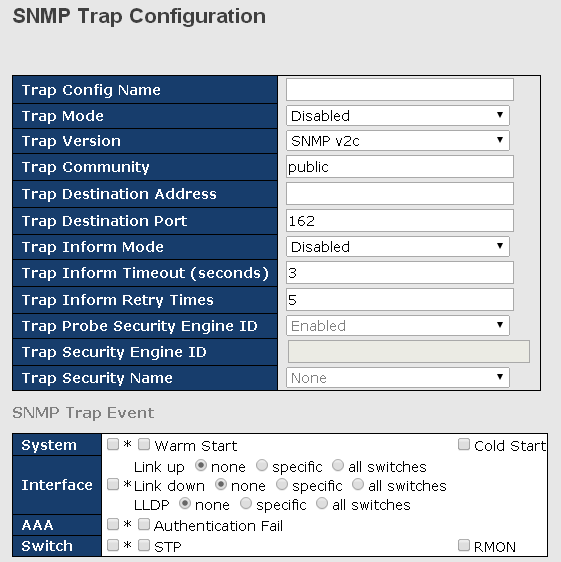 SNMP Trap Configuration
Trap Config Name
Trap Mode Disabled
Trap Version SNMP v2c
Trap Community public
Trap Destination Address
Trap Destination Port 162
Trap Inform Mode Disabled
Trap Inform Timeout (seconds) 3
Trap Inform Retry Times 5
Trap Probe Security Engine ID Enabled
Trap Security Engine ID
Trap Security Name None
SNMP Trap Event
System * Warm Start Cold Start
Link up none specific all switches
Interface * Link down none specific all switches
LLDP none specific all switches
AAA * Authentication Fail
Switch * STP RMON